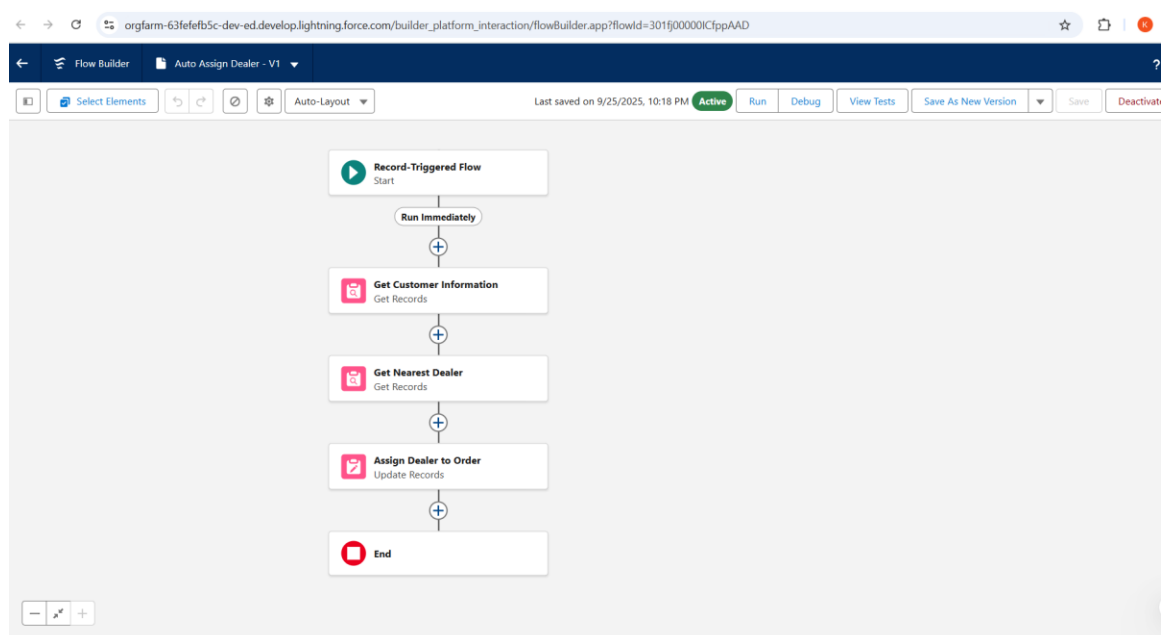 orgfarm-63fefefb5c-dev-ed.develop.lightning.force.com/builder_platform_interaction/flowBuilder.app?flowId=301fj00000ICfppAAD
K
Flow Builder
Auto Assign Dealer - V1
?
Select Elements
Auto-Layout
Last saved on 9/25/2025, 10:18 PM
Active
Run
Debug
View Tests
Save As New Version
Save
Deactivate
Record-Triggered Flow
Start
Run Immediately
Get Customer Information
Get Records
Get Nearest Dealer
Get Records
Assign Dealer to Order
Update Records
End